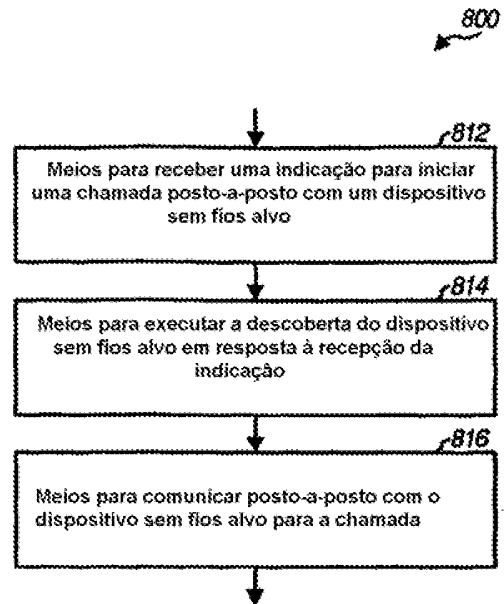 800
812
Meios para receber uma indicação para iniciar
uma chamada posto-a-posto com um dispositivo
sem fios alvo
814
Meios para executar a descoberta do dispositivo
sem fios alvo em resposta à recepção da
indicação
816
Meios para comunicar posto-a-posto com o
dispositivo sem fios alvo para a chamada